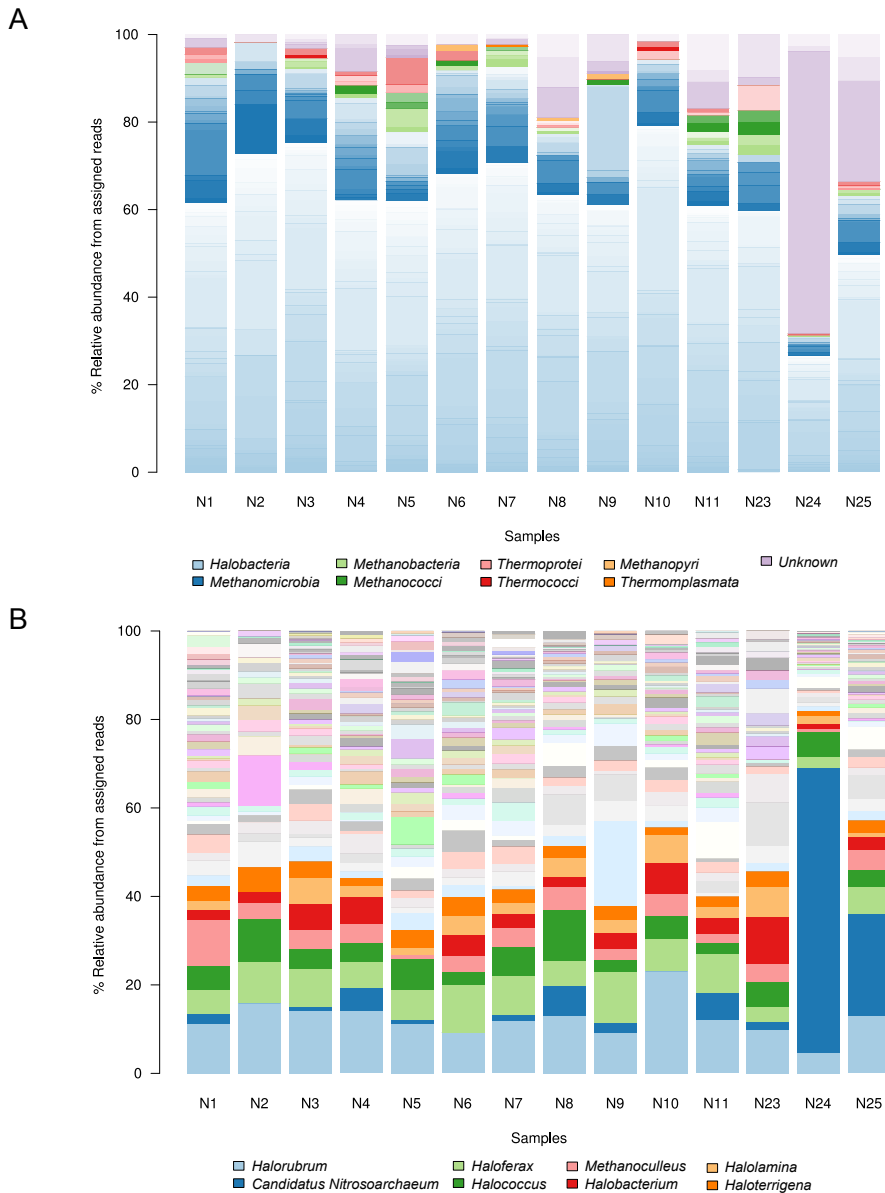 A
% Relative abundance from assigned reads
100
80
60
40
20
0
N1 N2 N3 N4 N5 N6 N7 N8 N9 N10 N11 N23 N24 N25
Samples
Halobacteria Methanobacteria Thermoprotei Methanopyri Unknown
Methanomicrobia Methanococci Thermococci Thermomplasmata
B
% Relative abundance from assigned reads
100
80
60
40
20
0
N1 N2 N3 N4 N5 N6 N7 N8 N9 N10 N11 N23 N24 N25
Samples
Halorubrum Haloferax Methanoculleus Halolamina
Candidatus Nitrosoarchaeum Halococcus Halobacterium Haloterrigena